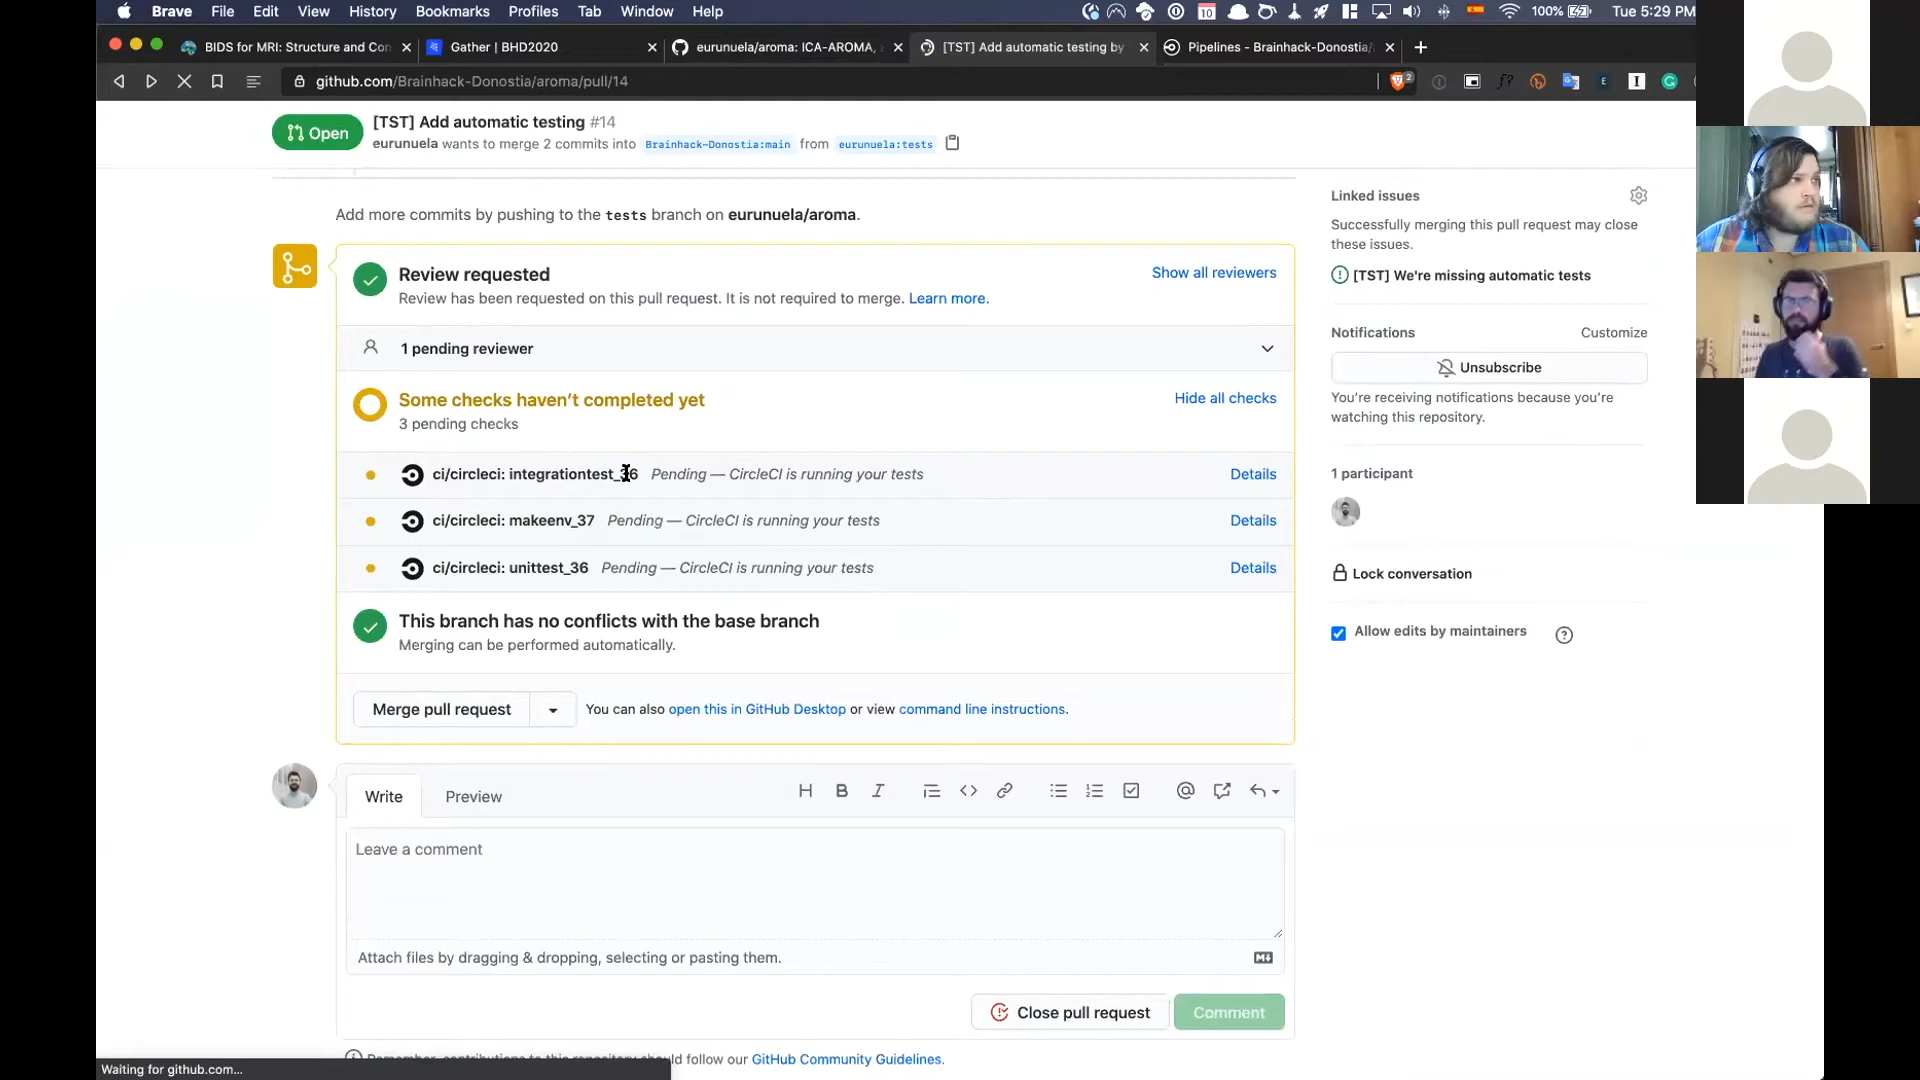 Brave File Edit View History Bookmarks Profiles Tab Window Help 10 100% Tue 5:29 PM
BIDS for MRI: Structure and Con Gather | BHD2020 eurunuela/aroma: ICA-AROMA, [TST] Add automatic testing by Pipelines - Brainhack-Donostia/
github.com/Brainhack-Donostia/aroma/pull/14 2 f?
Open
[TST] Add automatic testing #14
eurunuela wants to merge 2 commits into Brainhack-Donostia:main from eurunuela:tests
Add more commits by pushing to the tests branch on eurunuela/aroma.
Review requested
Show all reviewers
Review has been requested on this pull request. It is not required to merge. Learn more.
1 pending reviewer
Some checks haven't completed yet
Hide all checks
3 pending checks
ci/circleci: integrationtest_36 Pending — CircleCI is running your tests Details
ci/circleci: makeenv_37 Pending — CircleCI is running your tests Details
ci/circleci: unittest_36 Pending — CircleCI is running your tests Details
This branch has no conflicts with the base branch
Merging can be performed automatically.
Merge pull request You can also open this in GitHub Desktop or view command line instructions.
Write Preview H B I
Leave a comment
Attach files by dragging & dropping, selecting or pasting them.
Close pull request Comment
Remember, contributions to this repository should follow our GitHub Community Guidelines.
Waiting for github.com...
Linked issues
Successfully merging this pull request may close
these issues.
[TST] We're missing automatic tests
Notifications Customize
Unsubscribe
You're receiving notifications because you're
watching this repository.
1 participant
Lock conversation
Allow edits by maintainers